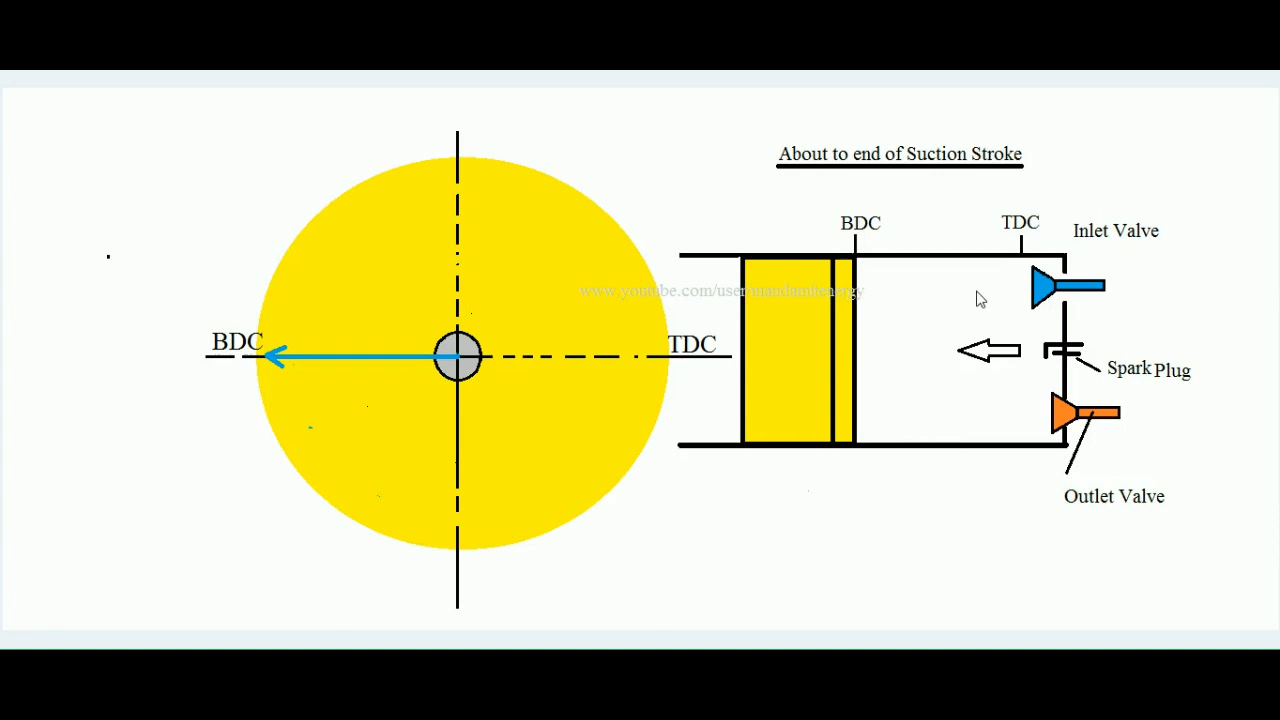 About to end of Suction Stroke
BDC
TDC
Inlet Valve
BDC
TDC
Spark Plug
Outlet Valve